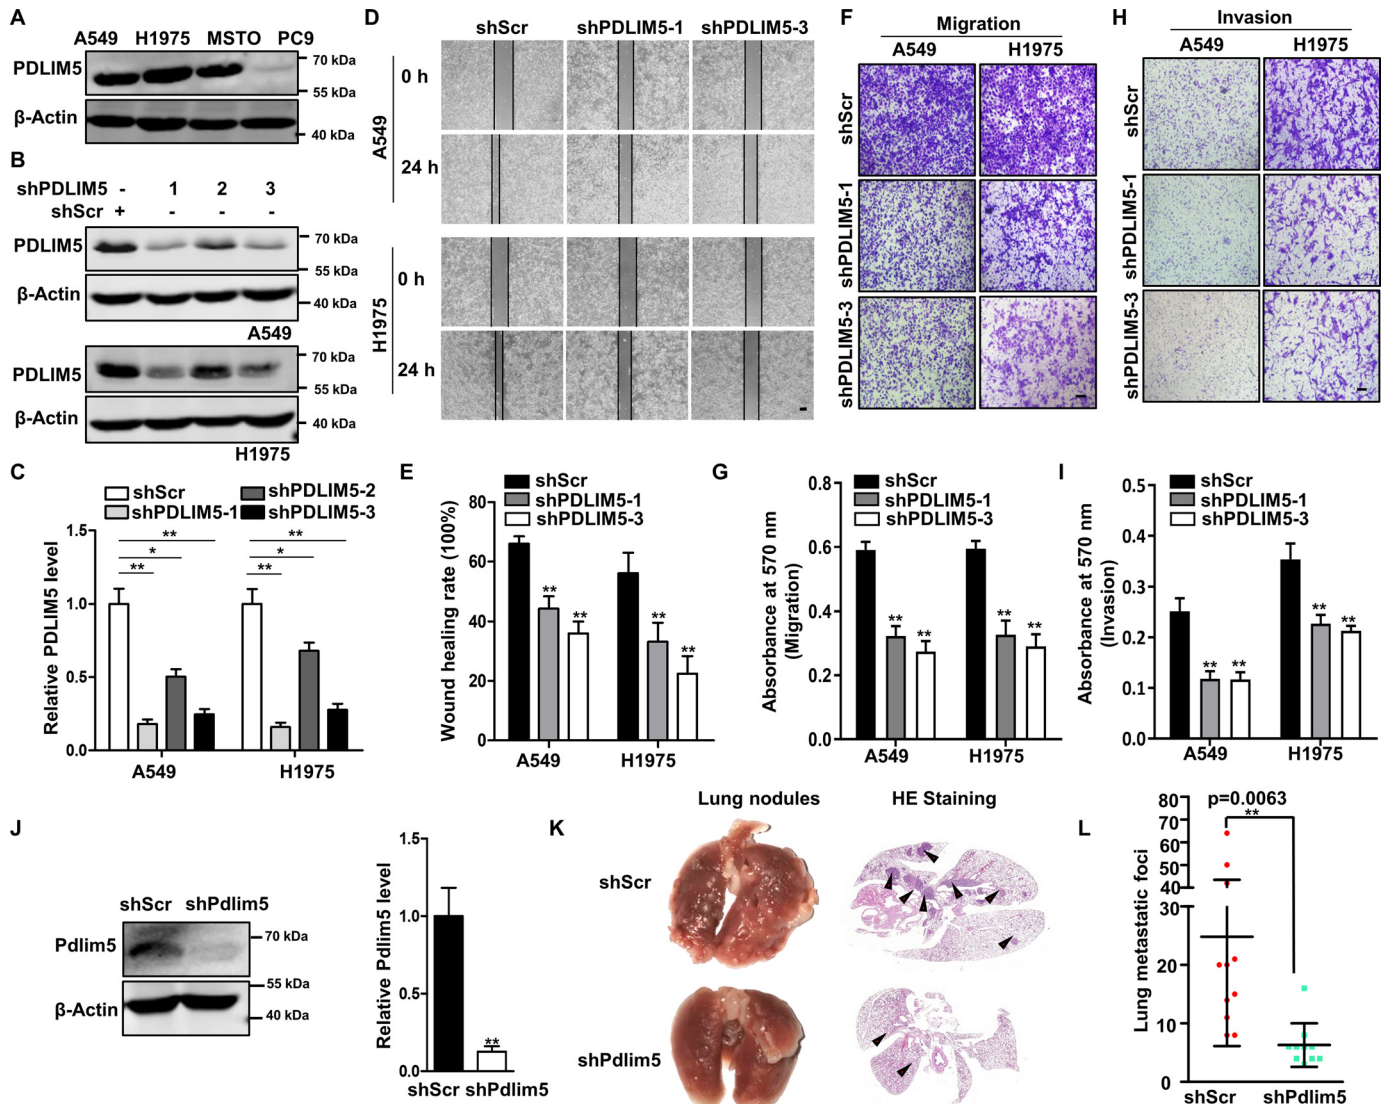 A
A549 H1975 MSTO PC9
PDLIM5
70 kDa
55 kDa
β-Actin
40 kDa
B
shPDLIM5 - 1 2 3
shScr + - - -
PDLIM5
70 kDa
55 kDa
β-Actin
40 kDa
A549
PDLIM5
70 kDa
55 kDa
β-Actin
40 kDa
H1975
C
shScr
shPDLIM5-1
shPDLIM5-2
shPDLIM5-3
Relative PDLIM5 level
1.5
1.0
0.5
0.0
**
*
**
**
*
**
A549 H1975
D
shScr shPDLIM5-1 shPDLIM5-3
A549
0 h
24 h
H1975
0 h
24 h
E
shScr
shPDLIM5-1
shPDLIM5-3
Wound healing rate (100%)
80
60
40
20
0
** **
** **
A549 H1975
F
Migration
A549 H1975
shScr
shPDLIM5-1
shPDLIM5-3
G
shScr
shPDLIM5-1
shPDLIM5-3
Absorbance at 570 nm
(Migration)
0.8
0.6
0.4
0.2
0.0
** **
** **
A549 H1975
H
Invasion
A549 H1975
shScr
shPDLIM5-1
shPDLIM5-3
I
shScr
shPDLIM5-1
shPDLIM5-3
Absorbance at 570 nm
(Invasion)
0.5
0.4
0.3
0.2
0.1
0.0
** **
** **
A549 H1975
J
shScr shPdlim5
Pdlim5
70 kDa
55 kDa
β-Actin
40 kDa
Relative Pdlim5 level
1.5
1.0
0.5
0.0
**
shScr shPdlim5
K
Lung nodules HE Staining
shScr
shPdlim5
L
p=0.0063
**
Lung metastatic foci
80
70
60
50
40
30
20
10
0
shScr shPdlim5